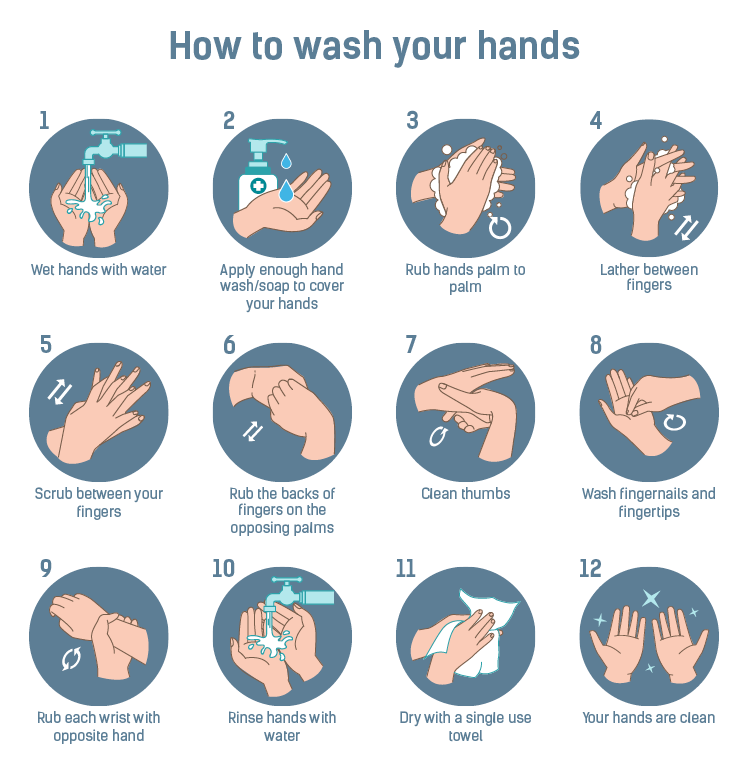 How to wash your hands
1
Wet hands with water
2
Apply enough hand
wash/soap to cover
your hands
3
Rub hands palm to
palm
4
Lather between
fingers
5
Scrub between your
fingers
6
Rub the backs of
fingers on the
opposing palms
7
Clean thumbs
8
Wash fingernails and
fingertips
9
Rub each wrist with
opposite hand
10
Rinse hands with
water
11
Dry with a single use
towel
12
Your hands are clean